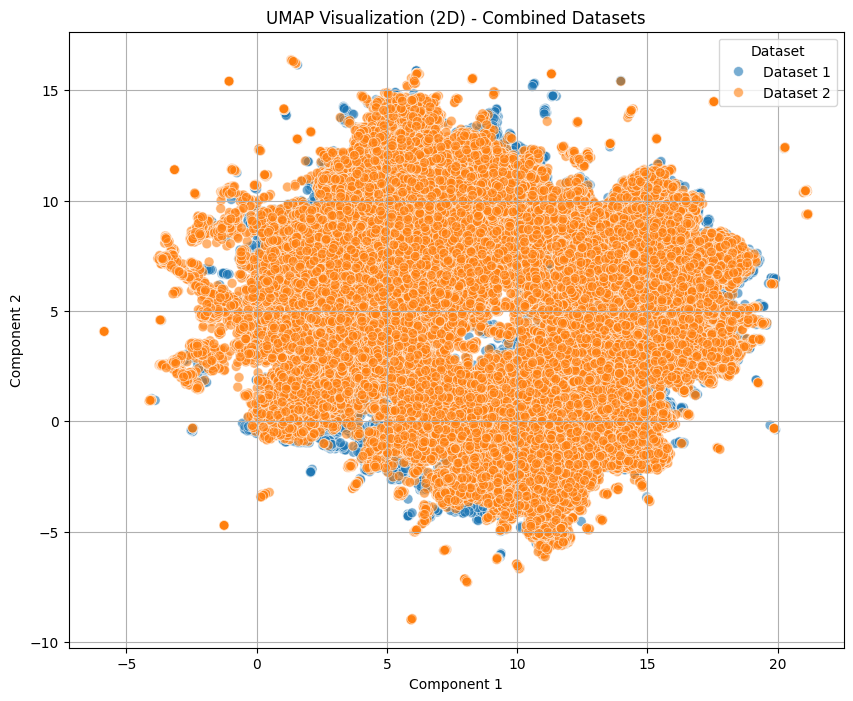 UMAP Visualization (2D) - Combined Datasets
Dataset
Dataset 1
Dataset 2
Component 2
15
10
5
0
−5
−10
−5
0
5
10
15
20
Component 1